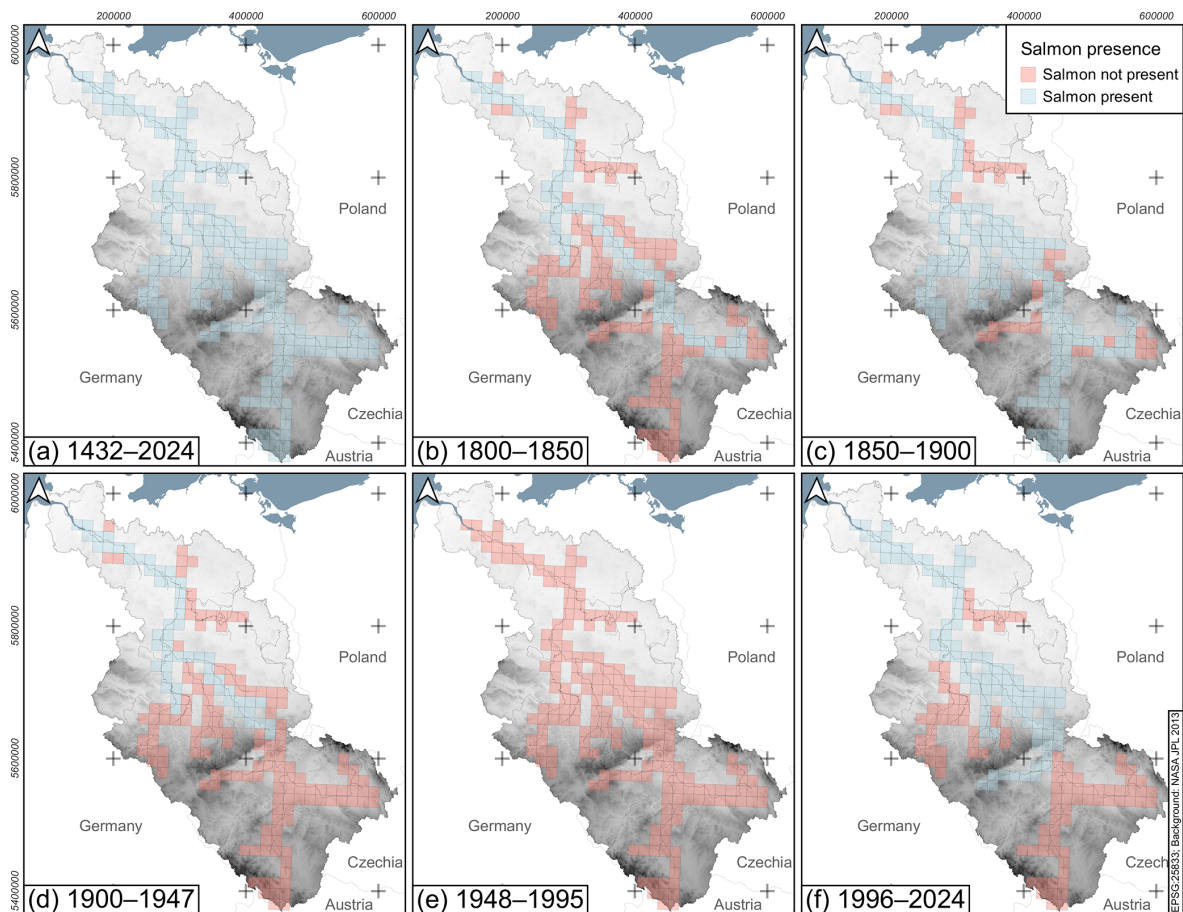 200000 400000 600000 200000 400000 600000 200000 400000 600000
6000000
5800000
5600000
5400000
Salmon presence
Salmon not present
Salmon present
Poland
Germany
Czechia
Austria
(a) 1432–2024
Poland
Germany
Czechia
Austria
(b) 1800–1850
Poland
Germany
Czechia
Austria
(c) 1850–1900
6000000
5800000
5600000
5400000
Poland
Germany
Czechia
Austria
(d) 1900–1947
Poland
Germany
Czechia
Austria
(e) 1948–1995
Poland
Germany
Czech
Austria
(f) 1996–2024
EPSG:25833; Background: NASA JPL 2013